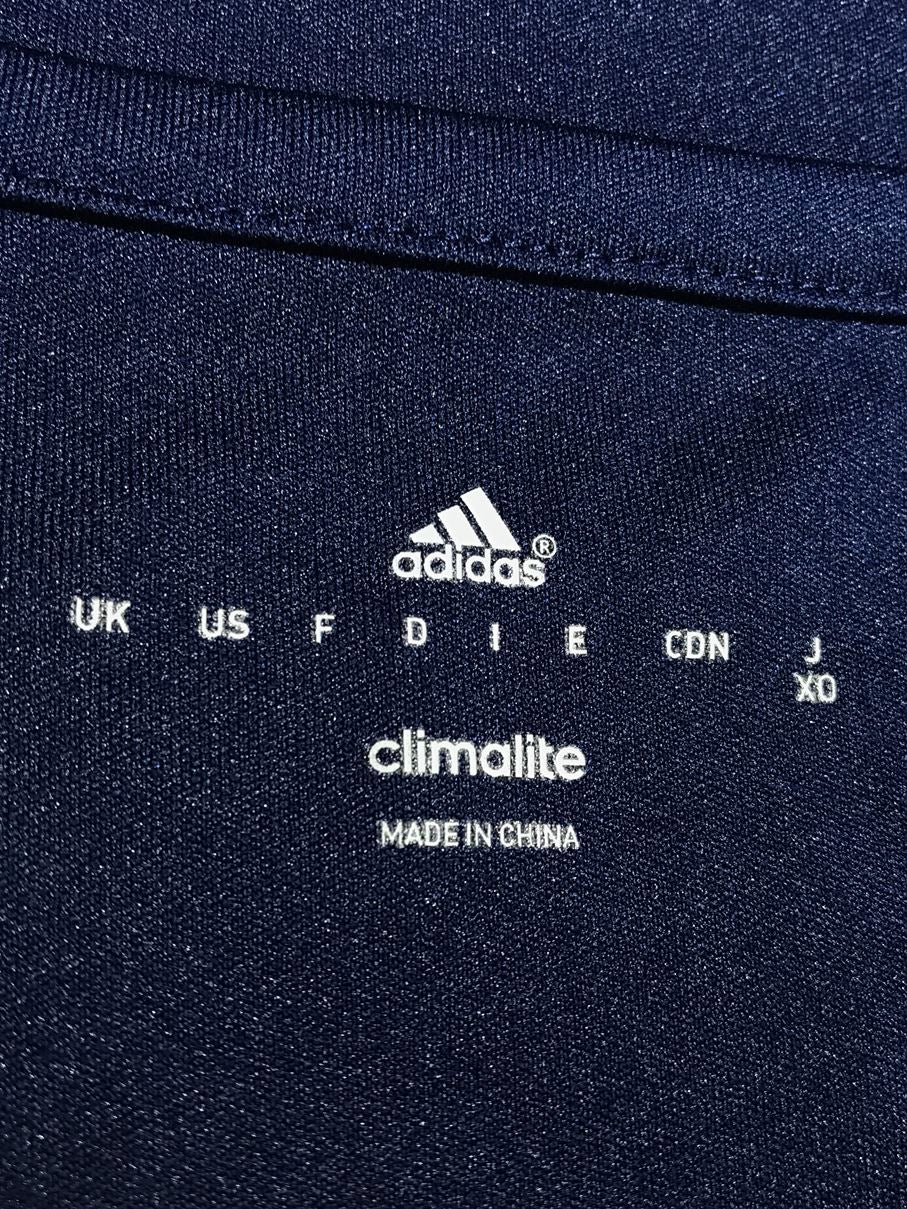 adidas®
UK US F D I E CDN J
XO
climalite
MADE IN CHINA